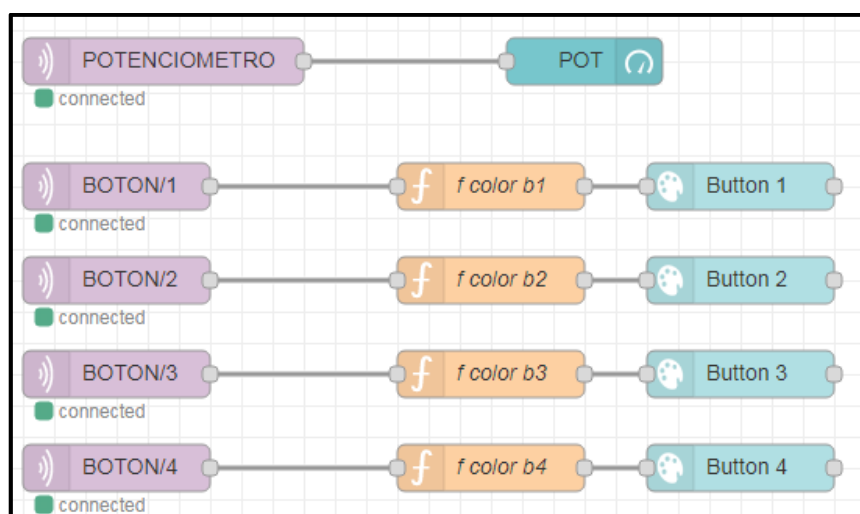 POTENCIOMETRO POT
connected
BOTON/1 f color b1 Button 1
connected
BOTON/2 f color b2 Button 2
connected
BOTON/3 f color b3 Button 3
connected
BOTON/4 f color b4 Button 4
connected